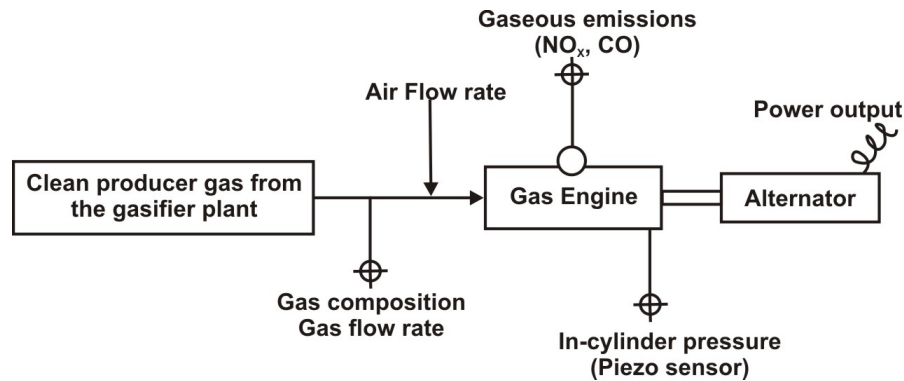 Gaseous emissions
(NOx, CO)
Air Flow rate
Power output
Clean producer gas from
the gasifier plant
Gas Engine
Alternator
Gas composition
Gas flow rate
In-cylinder pressure
(Piezo sensor)